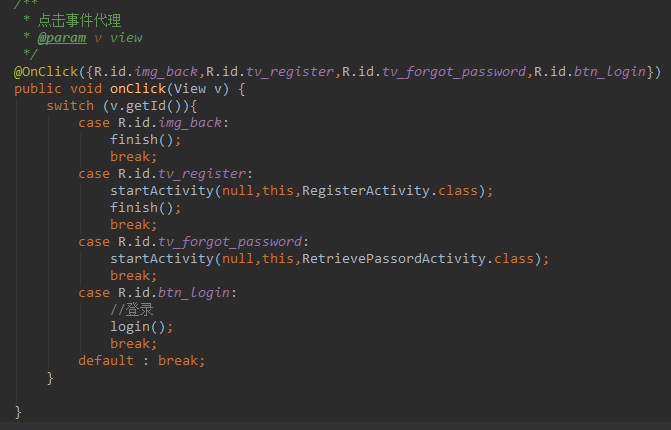 /**
 * 点击事件代理
 * @param v view
 */
@OnClick({R.id.img_back,R.id.tv_register,R.id.tv_forgot_password,R.id.btn_login})
public void onClick(View v) {
    switch (v.getId()){
        case R.id.img_back:
            finish();
            break;
        case R.id.tv_register:
            startActivity(null,this,RegisterActivity.class);
            finish();
            break;
        case R.id.tv_forgot_password:
            startActivity(null,this,RetrievePassordActivity.class);
            break;
        case R.id.btn_login:
            //登录
            login();
            break;
        default : break;
    }

}